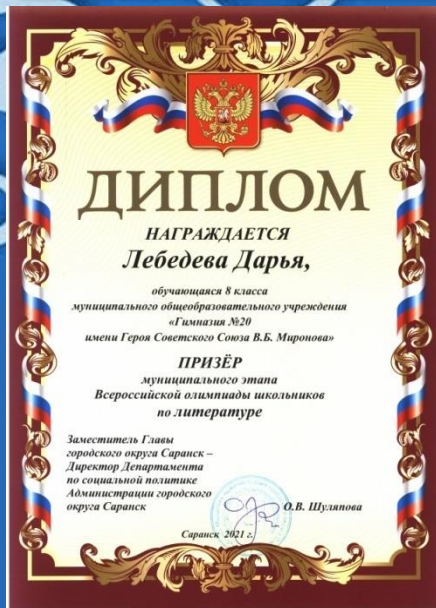 ДИПЛОМ
НАГРАЖДАЕТСЯ
Лебедева Дарья,
обучающаяся 8 класса
муниципального общеобразовательного учреждения
«Гимназия №20
имени Героя Советского Союза В.Б. Миронова»
ПРИЗЁР
муниципального этапа
Всероссийской олимпиады школьников
по литературе
Заместитель Главы
городского округа Саранск –
Директор Департамента
по социальной политике
Администрации городского
округа Саранск
О.В. Шуляпова
Саранск 2021 г.